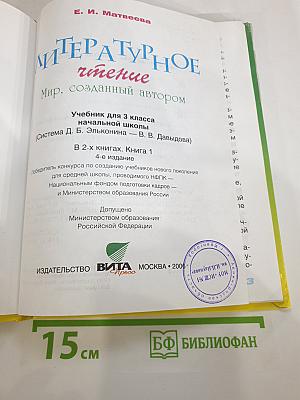 Е. И. Матвеева
ЛИТЕРАТУРНОЕ
чтение
Мир, созданный автором
Учебник для 3 класса
начальной школы
(Система Д. Б. Эльконина — В. В. Давыдова)
В 2-х книгах. Книга 1
4-е издание
победитель конкурса по созданию учебников нового поколения
для средней школы, проводимого НФПК —
Национальным фондом подготовки кадров —
и Министерством образования России
Допущено
Министерством образования
Российской Федерации
ИЗДАТЕЛЬСТВО ВИТА Пресс МОСКВА
15 см БФ БИБЛИОФАН